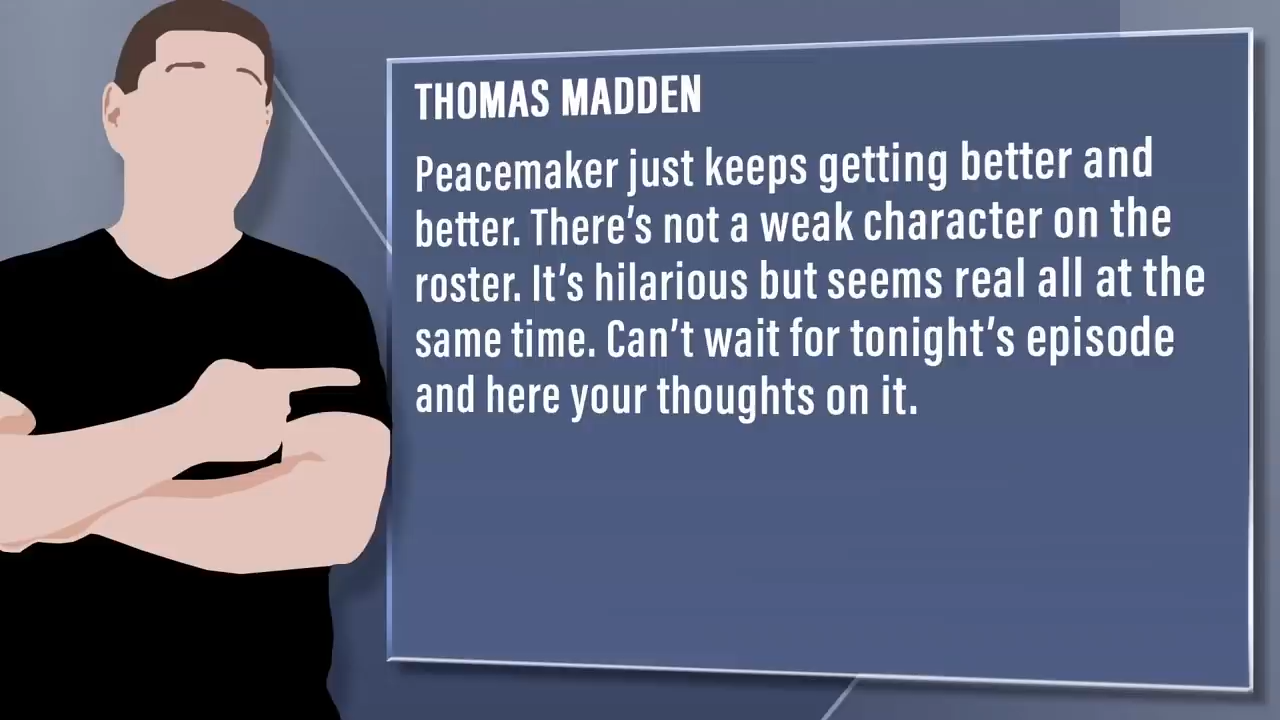 THOMAS MADDEN
Peacemaker just keeps getting better and
better. There's not a weak character on the
roster. It's hilarious but seems real all at the
same time. Can't wait for tonight's episode
and here your thoughts on it.